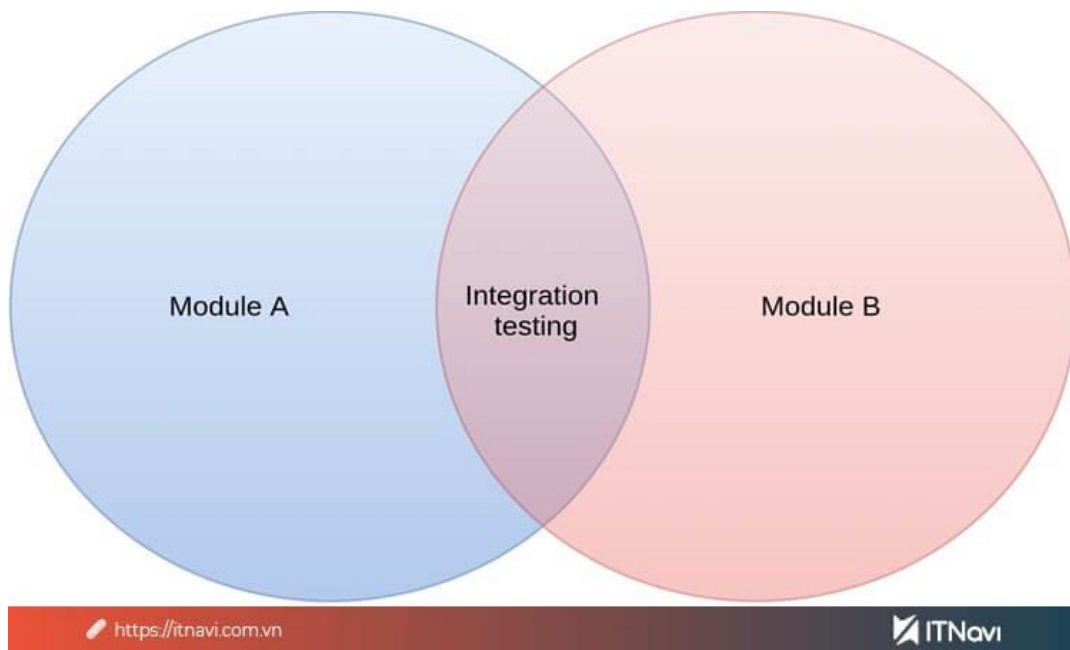 Module A
Integration
testing
Module B
https://itnavi.com.vn
ITNavi